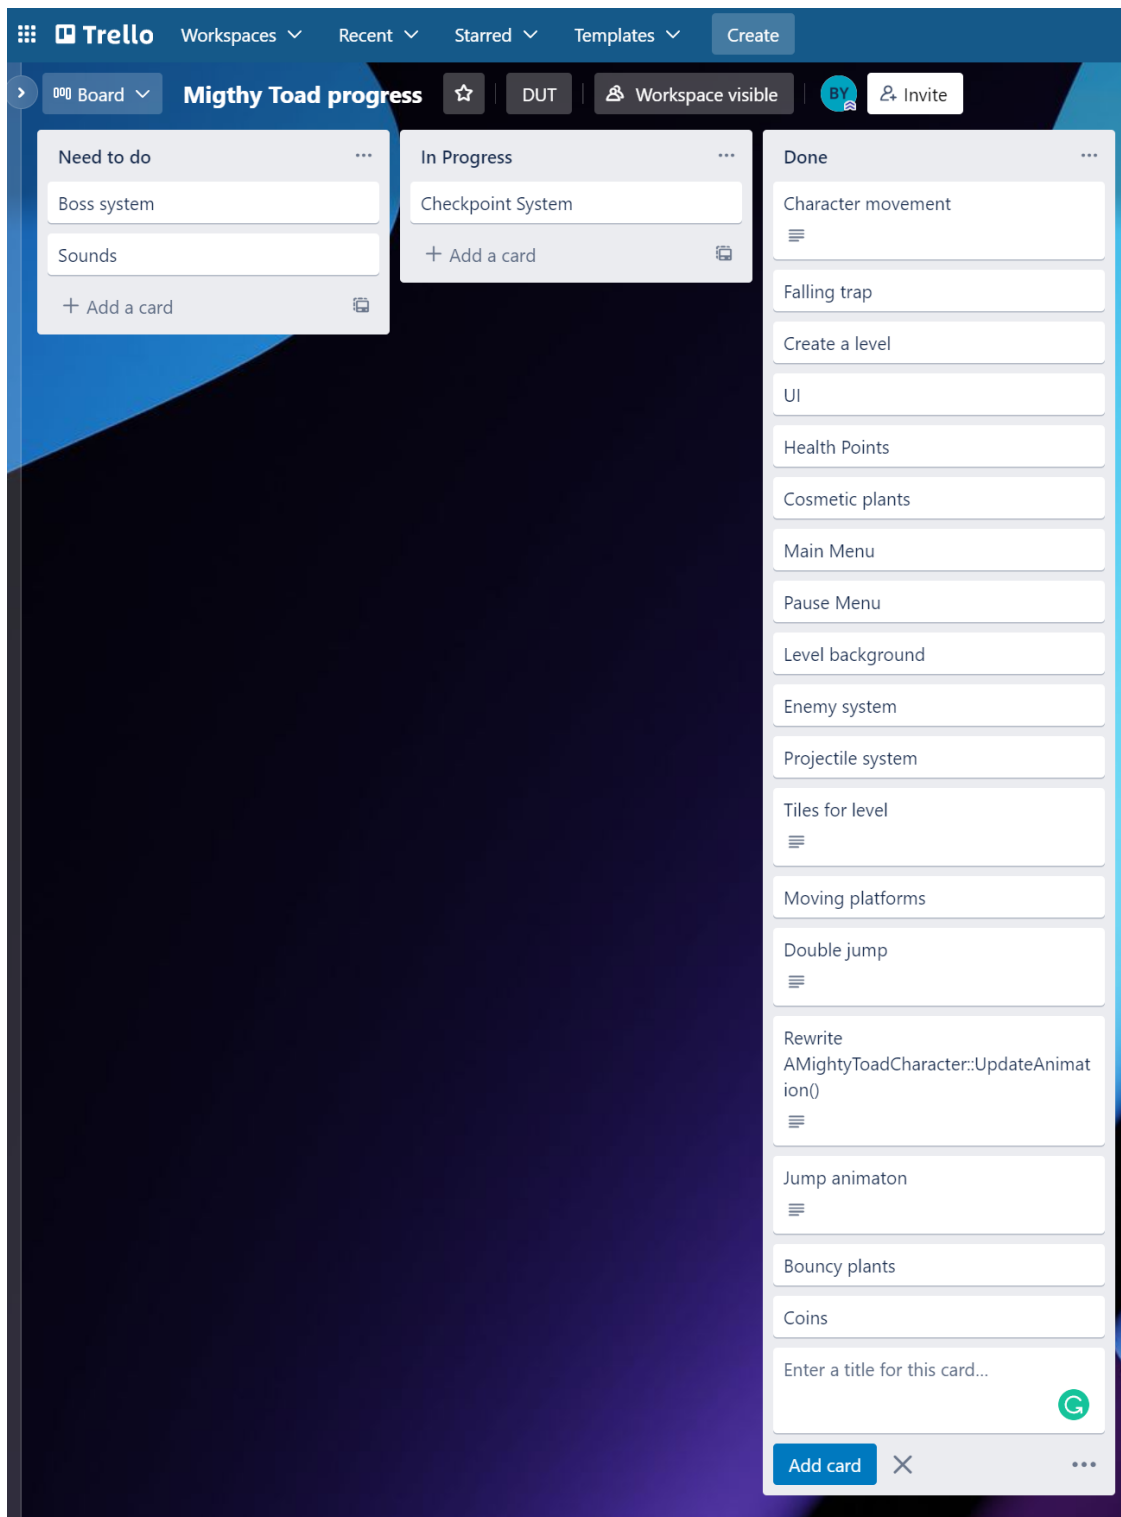 Trello Workspaces Recent Starred Templates Create
Board Migthy Toad progress DUT Workspace visible BY Invite
Need to do
Boss system
Sounds
+ Add a card
In Progress
Checkpoint System
+ Add a card
Done
Character movement
Falling trap
Create a level
UI
Health Points
Cosmetic plants
Main Menu
Pause Menu
Level background
Enemy system
Projectile system
Tiles for level
Moving platforms
Double jump
Rewrite
AMightyToadCharacter::UpdateAnimat
ion()
Jump animaton
Bouncy plants
Coins
Enter a title for this card...
Add card